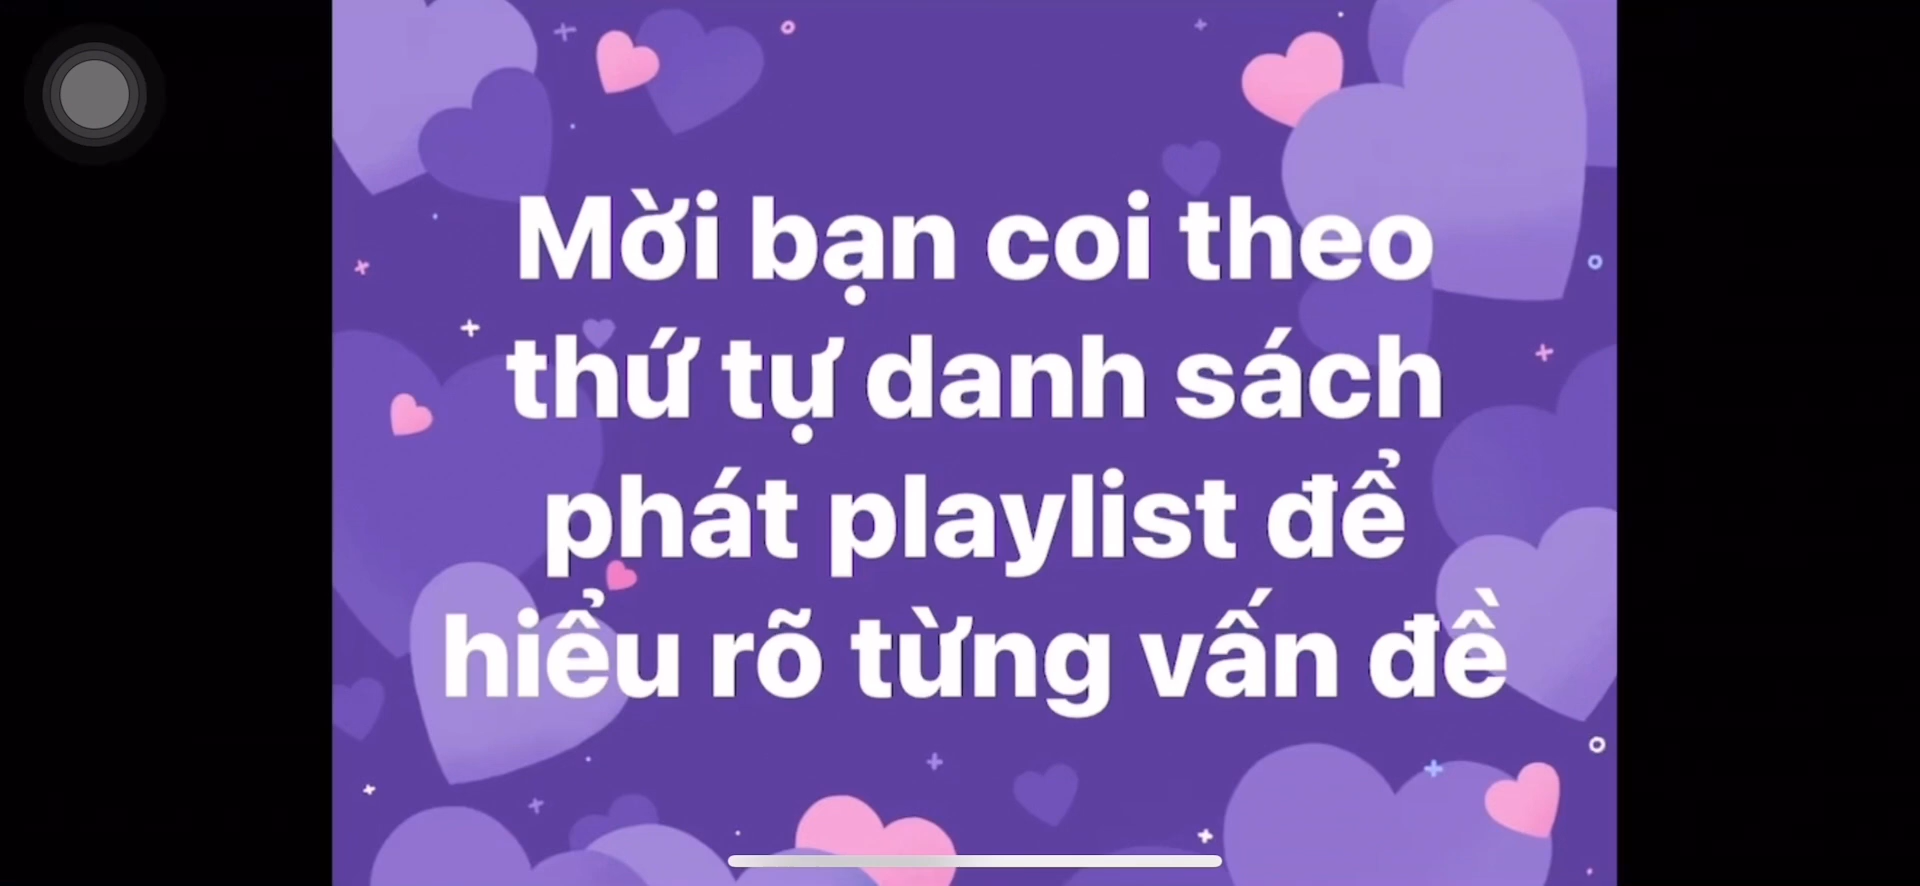 Mời bạn coi theo
thứ tự danh sách
phát playlist để
hiểu rõ từng vấn đề